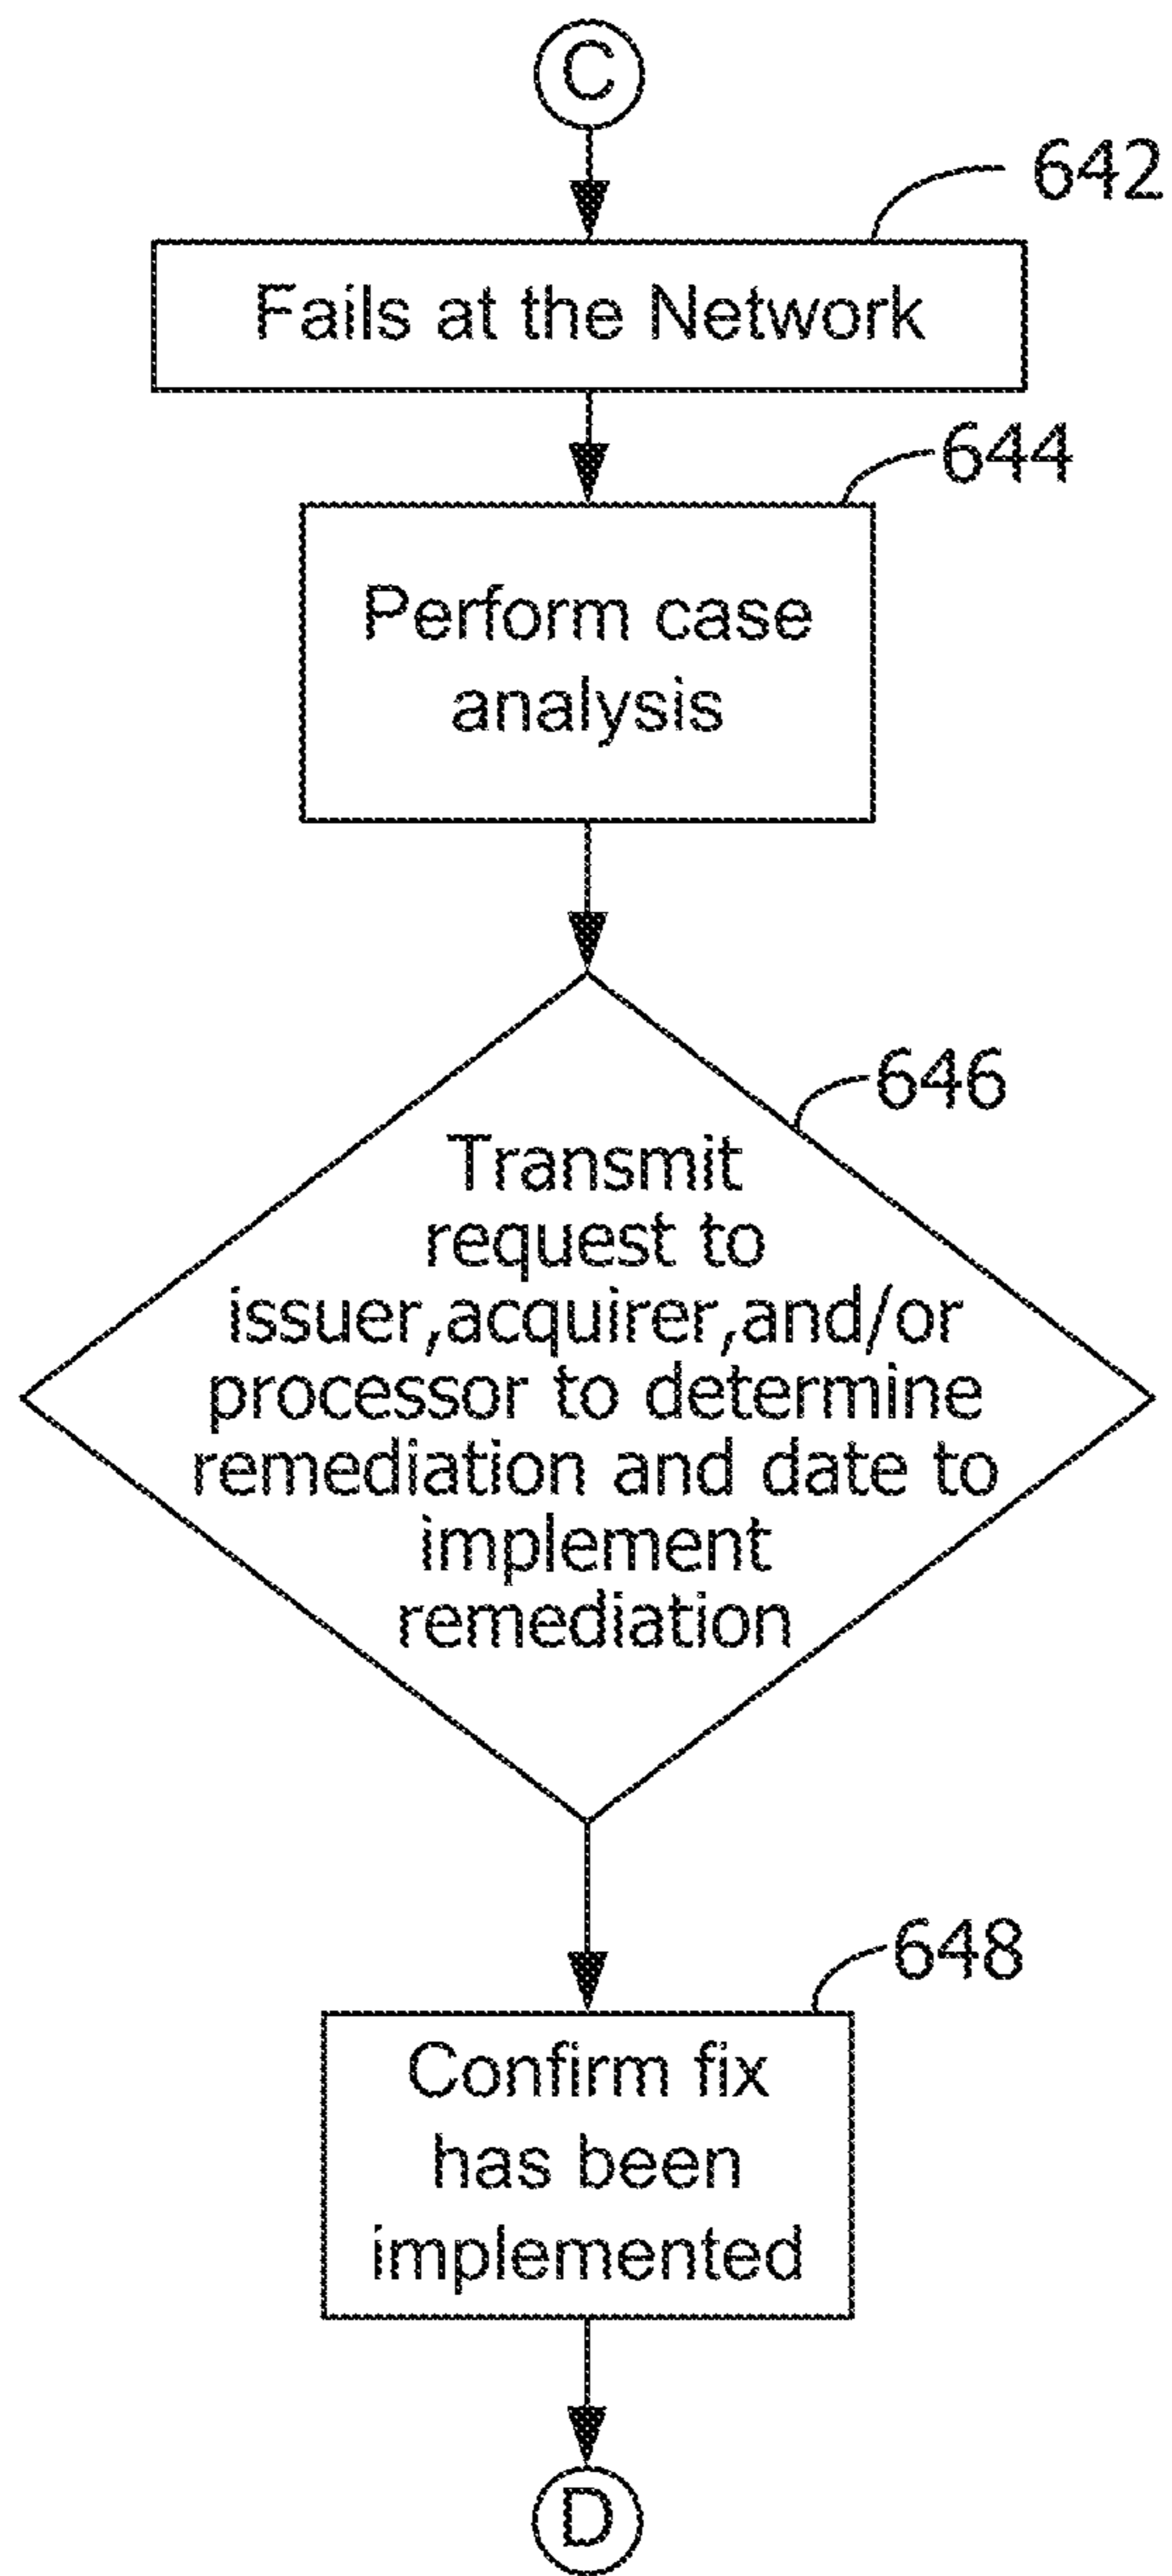 C
642
Fails at the Network
644
Perform case
analysis
646
Transmit
request to
issuer,acquirer,and/or
processor to determine
remediation and date to
implement
remediation
648
Confirm fix
has been
implemented
D